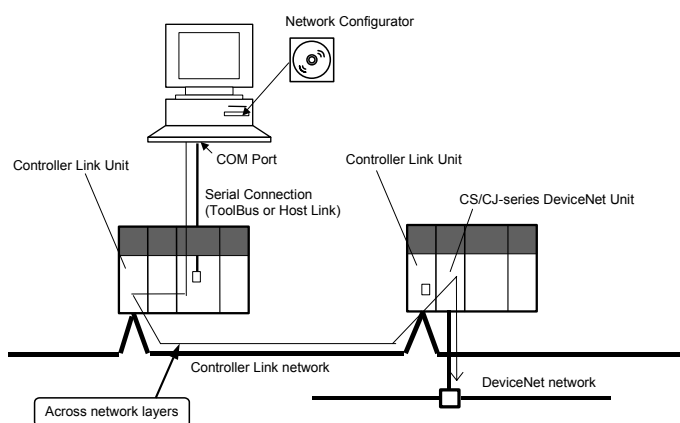 Network Configurator
COM Port
Controller Link Unit
Controller Link Unit
Serial Connection
(ToolBus or Host Link)
CS/CJ-series DeviceNet Unit
Controller Link network
DeviceNet network
Across network layers